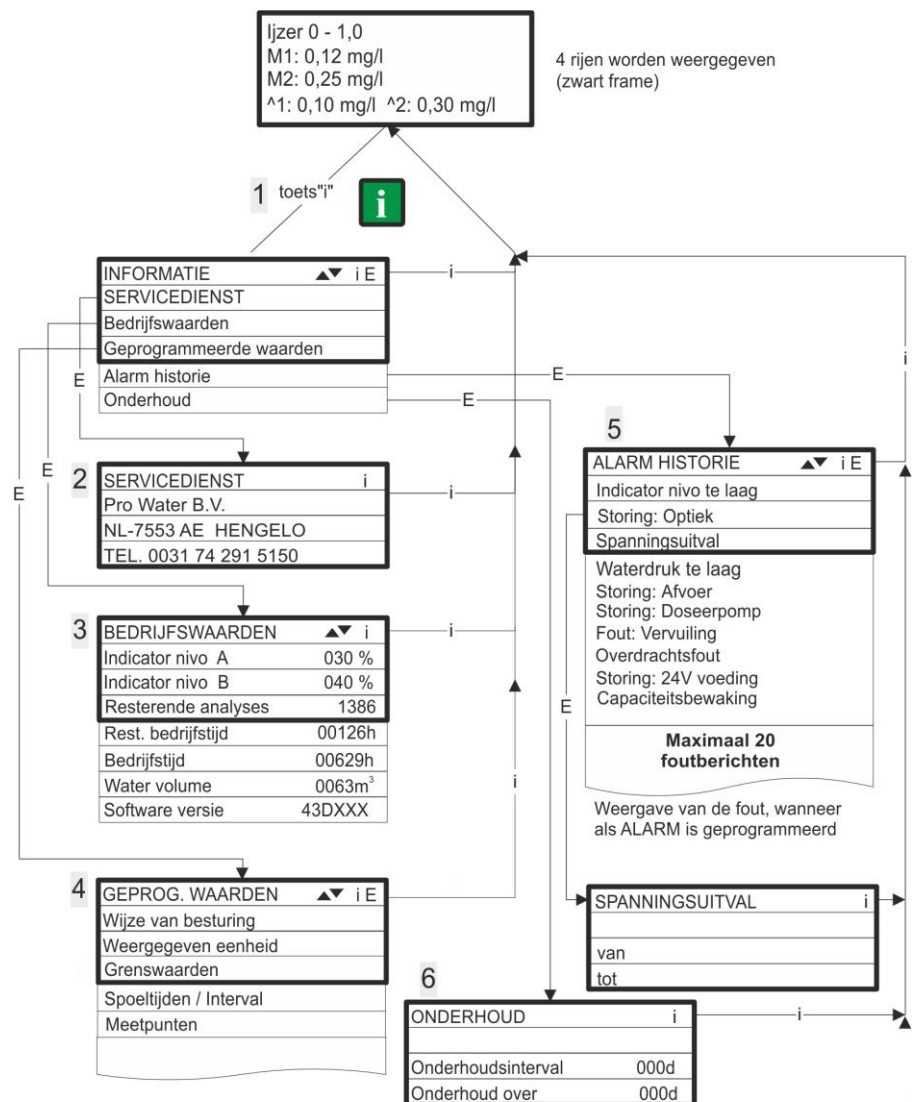 Ijzer 0 - 1,0
M1: 0,12 mg/l
M2: 0,25 mg/l
^1: 0,10 mg/l ^2: 0,30 mg/l
4 rijen worden weergegeven
(zwart frame)
1 toets"i"
i
INFORMATIE ▲▼ i E
SERVICEDIENST
Bedrijfswaarden
Geprogrammeerde waarden
Alarm historie
Onderhoud
i
i
E
E
E
E
E
2
SERVICEDIENST i
Pro Water B.V.
NL-7553 AE HENGELO
TEL. 0031 74 291 5150
i
3
BEDRIJFSWAARDEN ▲▼ i
Indicator nivo A 030 %
Indicator nivo B 040 %
Resterende analyses 1386
Rest. bedrijfstijd 00126h
Bedrijfstijd 00629h
Water volume 0063m³
Software versie 43DXXX
i
i
4
GEPROG. WAARDEN ▲▼ i E
Wijze van besturing
Weergegeven eenheid
Grenswaarden
Spoeltijden / Interval
Meetpunten
5
ALARM HISTORIE ▲▼ i E
Indicator nivo te laag
Storing: Optiek
Spanningsuitval
Waterdruk te laag
Storing: Afvoer
Storing: Doseerpomp
Fout: Vervuiling
Overdrachtsfout
Storing: 24V voeding
Capaciteitsbewaking
E
Maximaal 20
foutberichten
Weergave van de fout, wanneer
als ALARM is geprogrammeerd
SPANNINGSUITVAL i
van
tot
6
ONDERHOUD i
Onderhoudsinterval 000d
Onderhoud over 000d
i